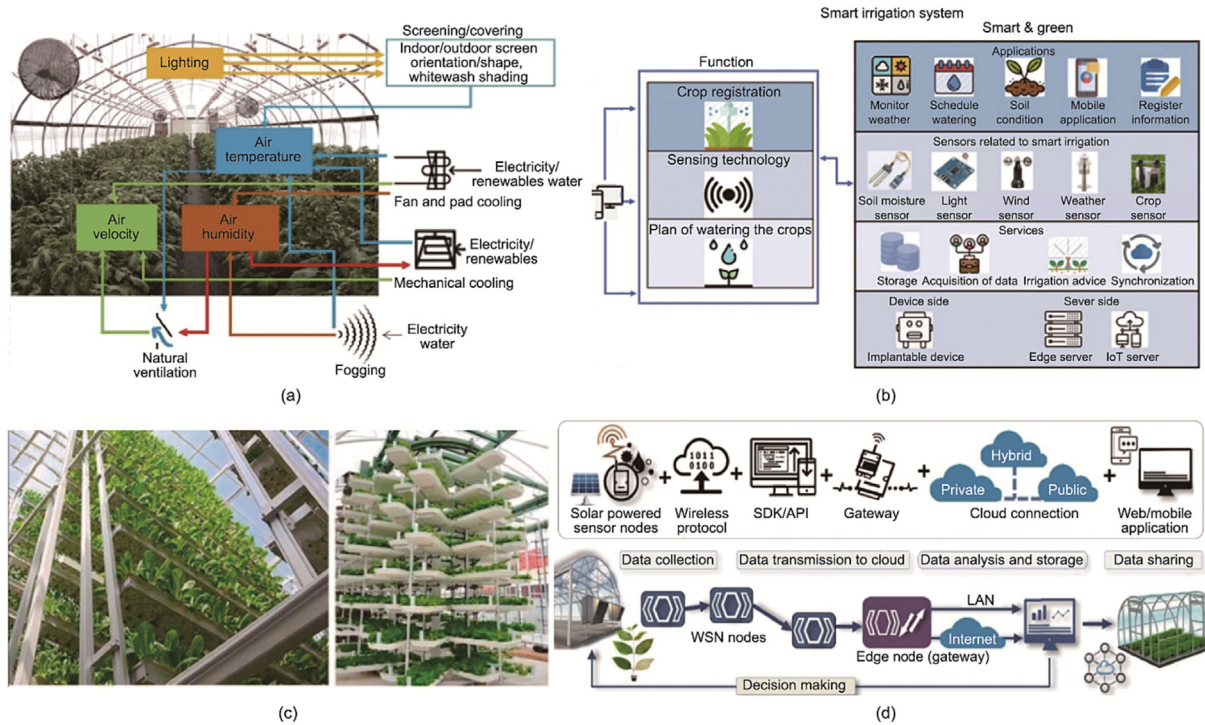 Screening/covering
Indoor/outdoor screen
orientation/shape,
whitewash shading
Lighting
Air
temperature
Electricity/
renewables water
Fan and pad cooling
Air
velocity
Air
humidity
Electricity/
renewables
Mechanical cooling
Electricity
water
Natural
ventilation
Fogging
(a)
Smart irrigation system
Smart & green
Function
Crop registration
Sensing technology
Plan of watering the crops
Applications
Monitor
weather
Schedule
watering
Soil
condition
Mobile
application
Register
information
Sensors related to smart irrigation
Soil moisture
sensor
Light
sensor
Wind
sensor
Weather
sensor
Crop
sensor
Services
Storage
Acquisition of data
Irrigation advice
Synchronization
Device side
Sever side
Implantable device
Edge server
IoT server
(b)
(c)
1011
0100
Hybrid
Private
Public
Solar powered
sensor nodes
Wireless
protocol
SDK/API
Gateway
Cloud connection
Web/mobile
application
Data collection
Data transmission to cloud
Data analysis and storage
Data sharing
WSN nodes
LAN
Internet
Edge node (gateway)
Decision making
(d)